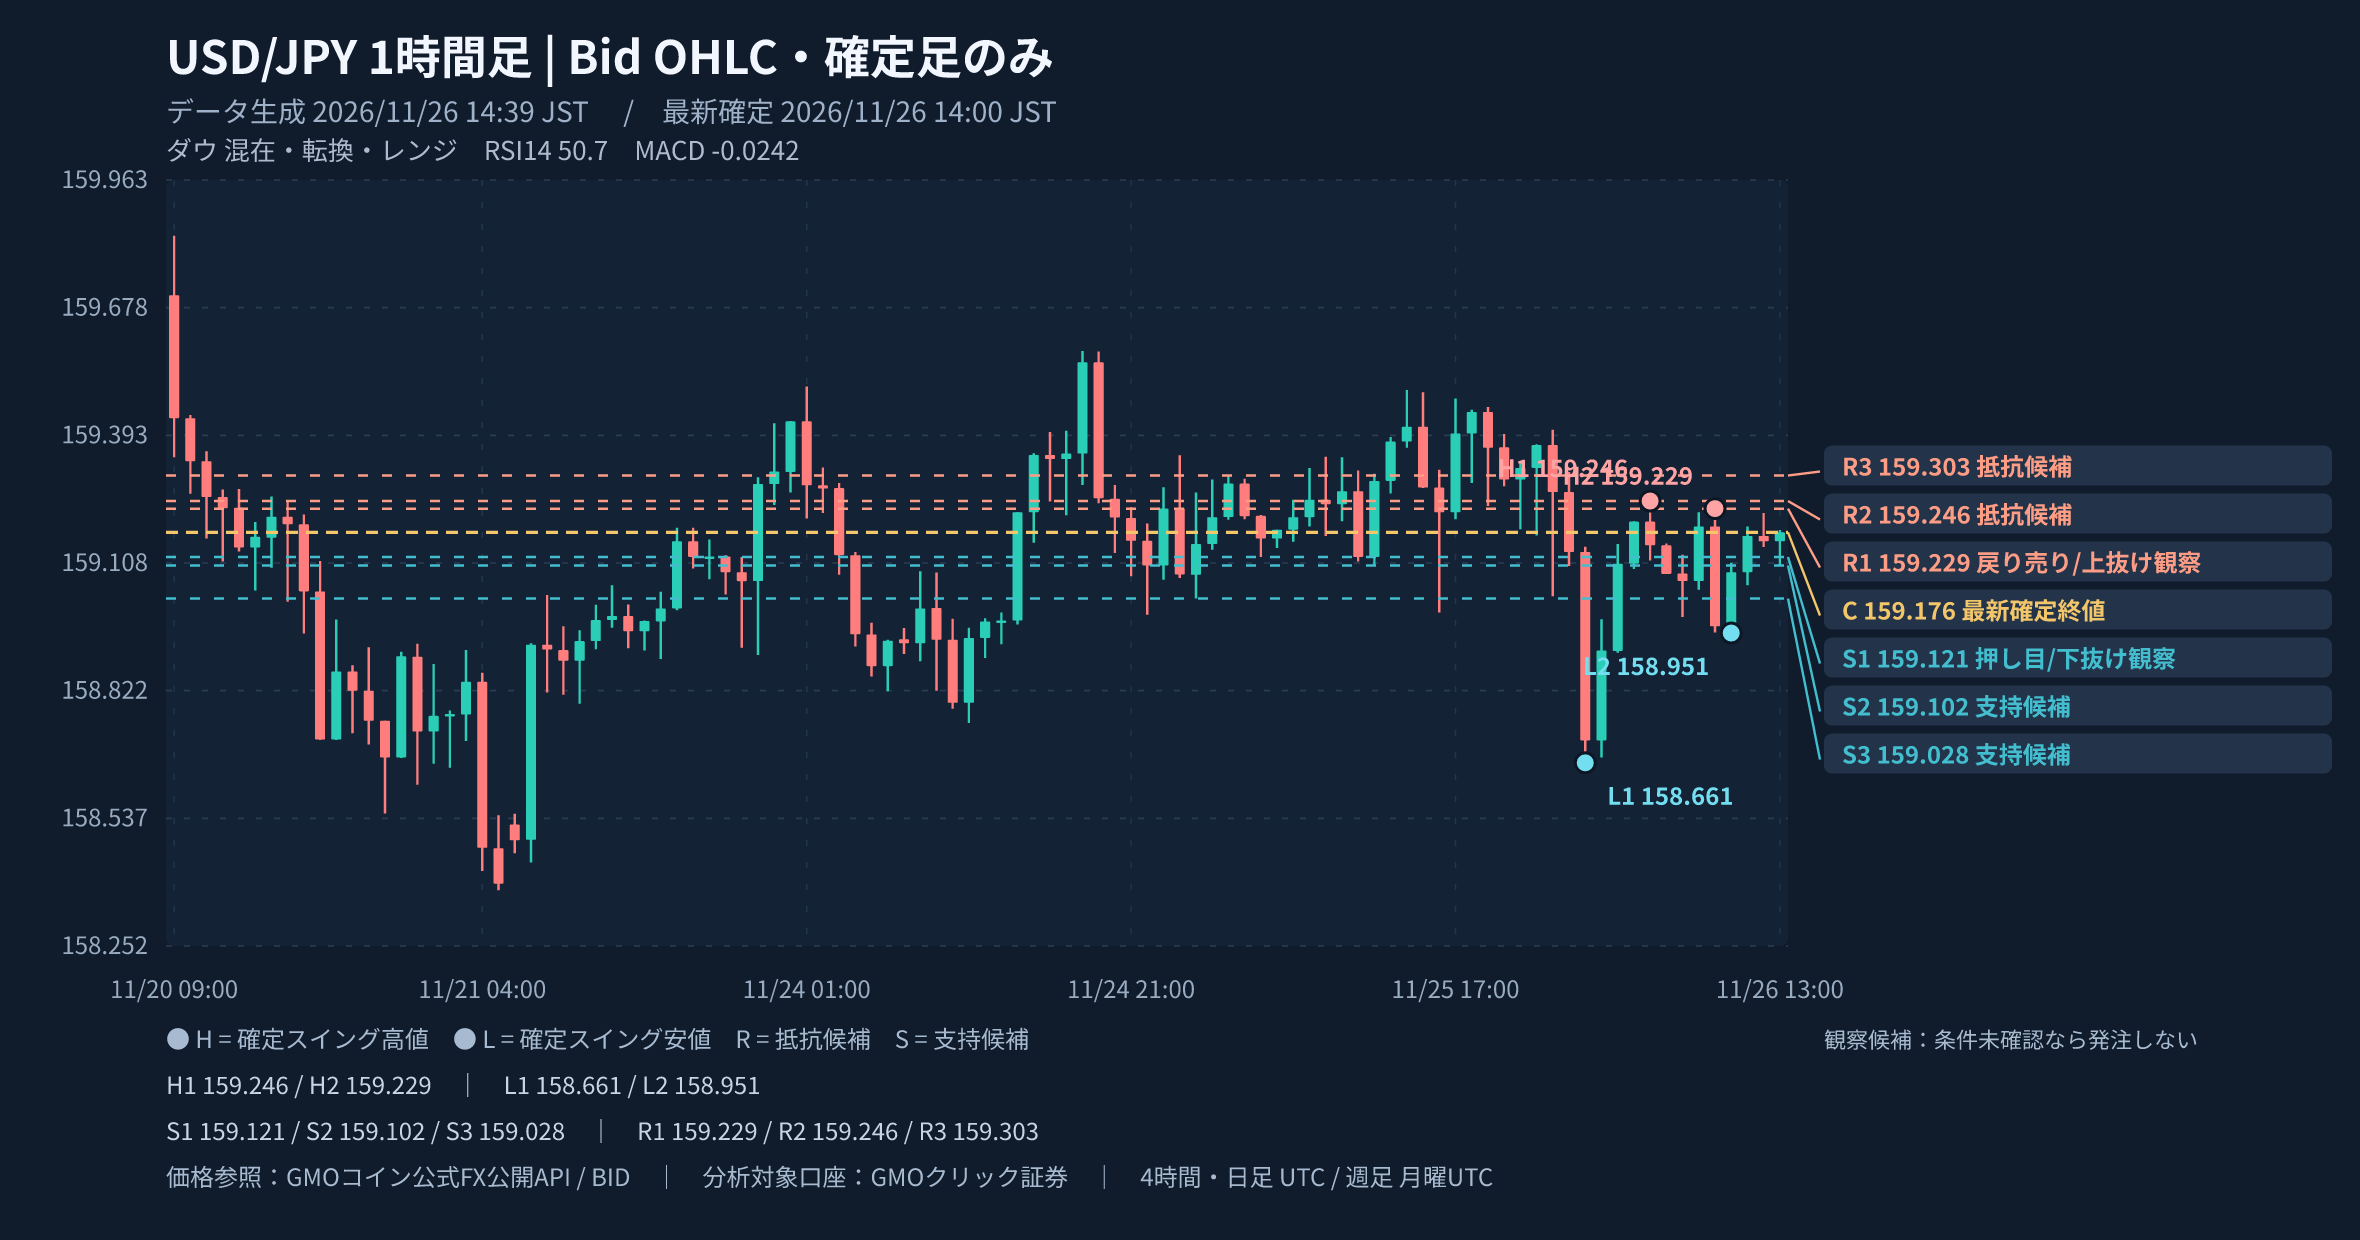 USD/JPY 1時間足 | Bid OHLC・確定足のみ
データ生成 2026/11/26 14:39 JST / 最新確定 2026/11/26 14:00 JST
ダウ 混在・転換・レンジ RSI14 50.7 MACD -0.0242
159.963
159.678
159.393
159.108
158.822
158.537
158.252
H1 159.246
H2 159.229
L2 158.951
L1 158.661
R3 159.303 抵抗候補
R2 159.246 抵抗候補
R1 159.229 戻り売り/上抜け観察
C 159.176 最新確定終値
S1 159.121 押し目/下抜け観察
S2 159.102 支持候補
S3 159.028 支持候補
11/20 09:00 11/21 04:00 11/24 01:00 11/24 21:00 11/25 17:00 11/26 13:00
● H = 確定スイング高値 ● L = 確定スイング安値 R = 抵抗候補 S = 支持候補
観察候補：条件未確認なら発注しない
H1 159.246 / H2 159.229 ｜ L1 158.661 / L2 158.951
S1 159.121 / S2 159.102 / S3 159.028 ｜ R1 159.229 / R2 159.246 / R3 159.303
価格参照：GMOコイン公式FX公開API / BID ｜ 分析対象口座：GMOクリック証券 ｜ 4時間・日足 UTC / 週足 月曜UTC